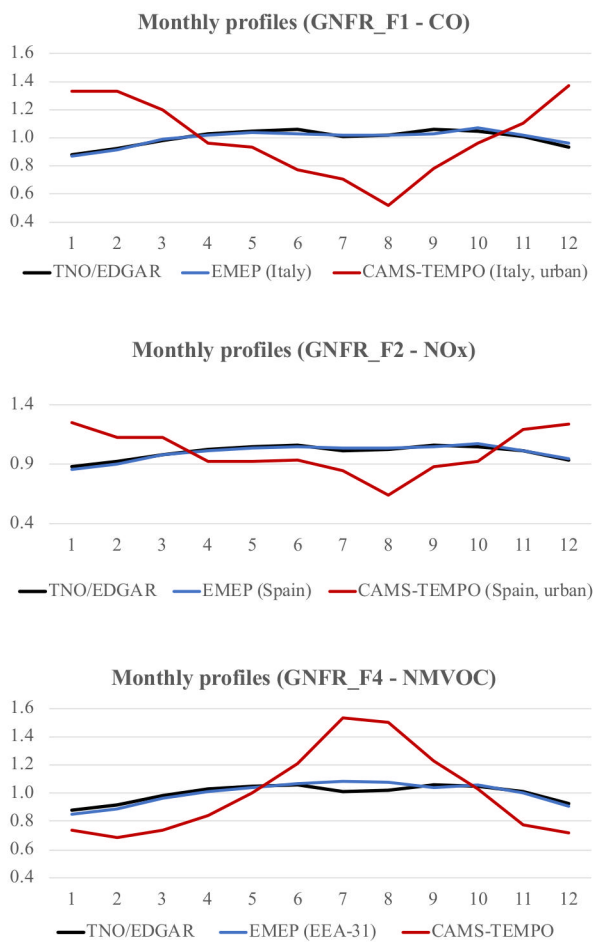 Monthly profiles (GNFR_F1 - CO)
1.6
1.4
1.2
1.0
0.8
0.6
0.4
1 2 3 4 5 6 7 8 9 10 11 12
TNO/EDGAR EMEP (Italy) CAMS-TEMPO (Italy, urban)
Monthly profiles (GNFR_F2 - NOx)
1.4
0.9
0.4
1 2 3 4 5 6 7 8 9 10 11 12
TNO/EDGAR EMEP (Spain) CAMS-TEMPO (Spain, urban)
Monthly profiles (GNFR_F4 - NMVOC)
1.6
1.4
1.2
1.0
0.8
0.6
0.4
1 2 3 4 5 6 7 8 9 10 11 12
TNO/EDGAR EMEP (EEA-31) CAMS-TEMPO